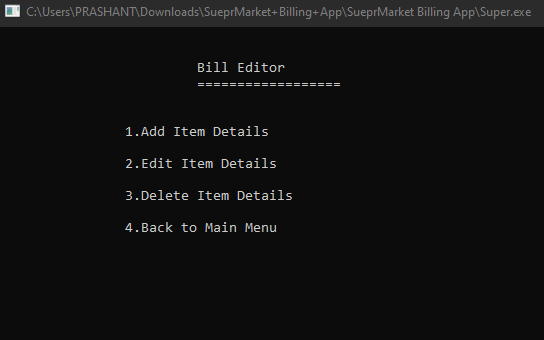 C:\Users\PRASHANT\Downloads\SueprMarket+Billing+App\SueprMarket Billing App\Super.exe
Bill Editor
==================
1.Add Item Details
2.Edit Item Details
3.Delete Item Details
4.Back to Main Menu